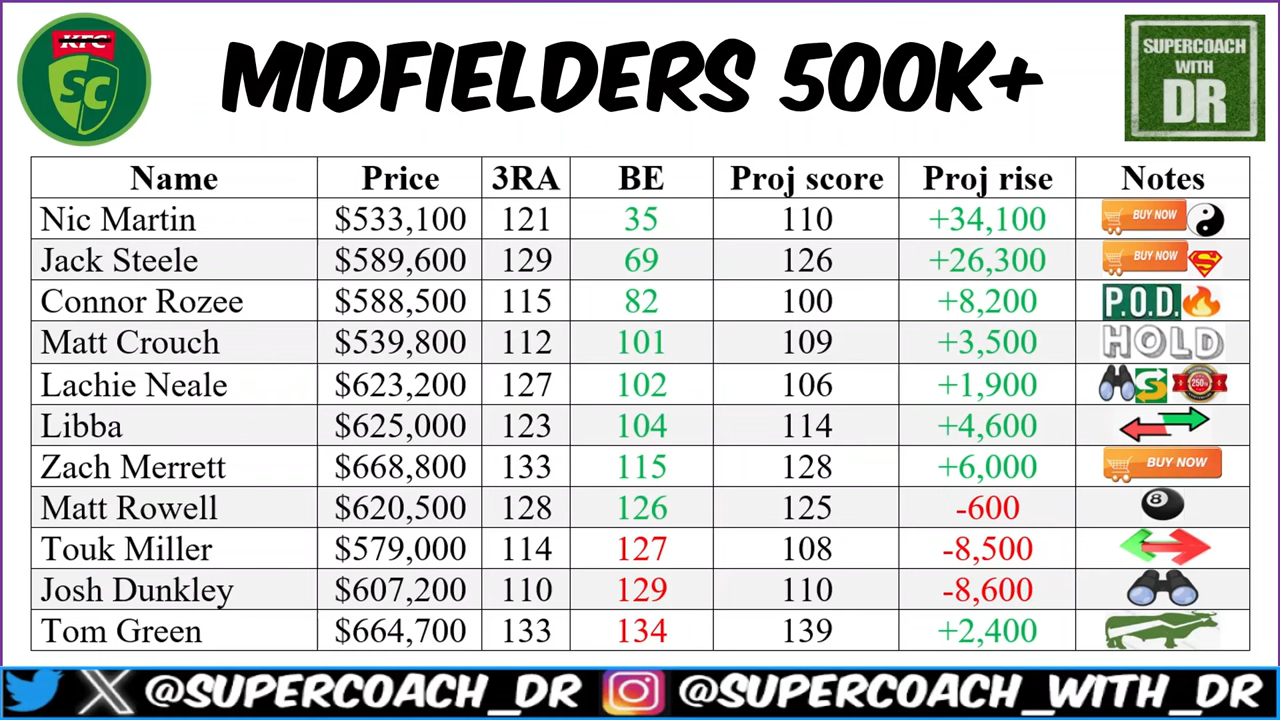 KFC
SC
MIDFIELDERS 500K+
SUPERCOACH
WITH
DR
Name Price 3RA BE Proj score Proj rise Notes
Nic Martin $533,100 121 35 110 +34,100 BUY NOW
Jack Steele $589,600 129 69 126 +26,300 BUY NOW S
Connor Rozee $588,500 115 82 100 +8,200 P.O.D.
Matt Crouch $539,800 112 101 109 +3,500 HOLD
Lachie Neale $623,200 127 102 106 +1,900 S 250
Libba $625,000 123 104 114 +4,600
Zach Merrett $668,800 133 115 128 +6,000 BUY NOW
Matt Rowell $620,500 128 126 125 -600 8
Touk Miller $579,000 114 127 108 -8,500
Josh Dunkley $607,200 110 129 110 -8,600
Tom Green $664,700 133 134 139 +2,400
X @SUPERCOACH_DR @SUPERCOACH_WITH_DR